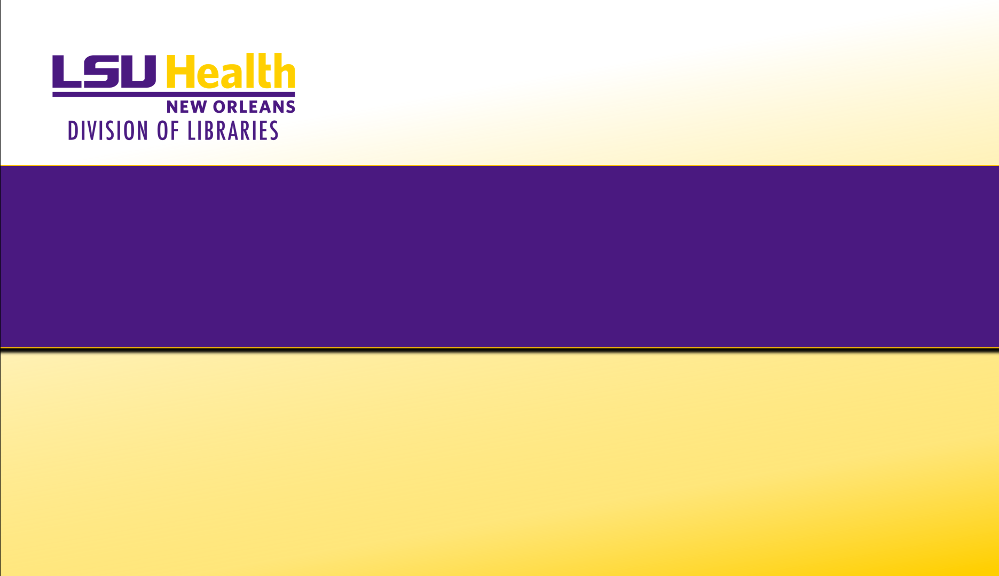 LSU Health
NEW ORLEANS
DIVISION OF LIBRARIES